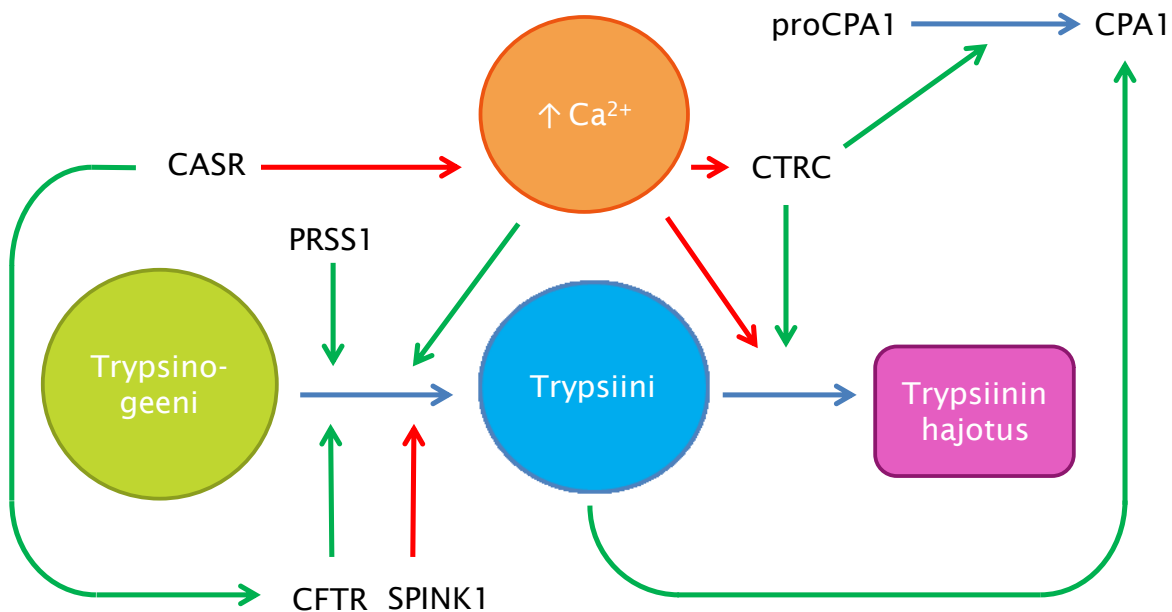 proCPA1
CPA1
↑ Ca²⁺
CASR
CTRC
PRSS1
Trypsino-
geeni
Trypsiini
Trypsiinin
hajotus
CFTR
SPINK1